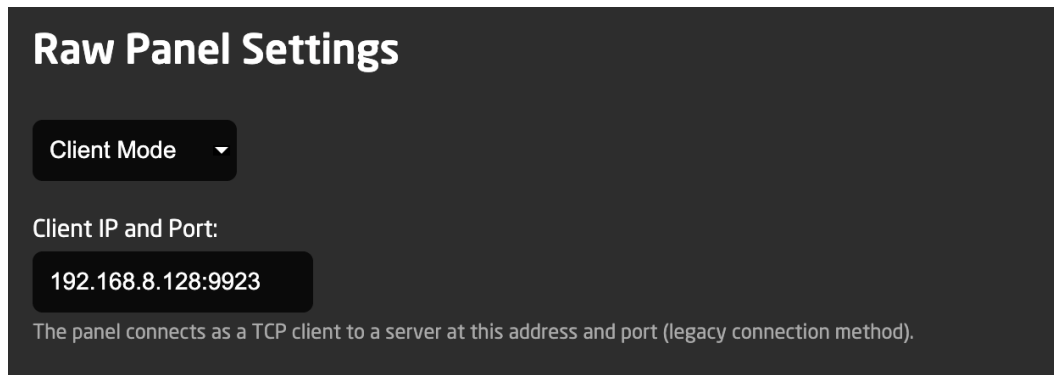 Raw Panel Settings
Client Mode
Client IP and Port:
192.168.8.128:9923
The panel connects as a TCP client to a server at this address and port (legacy connection method).